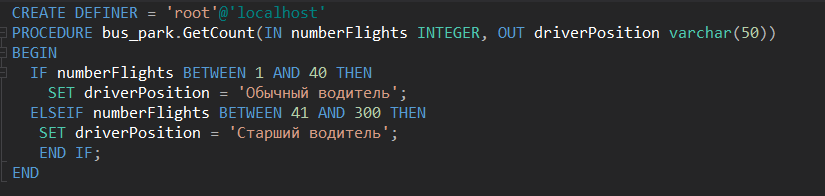 CREATE DEFINER = 'root'@'localhost'
PROCEDURE bus_park.GetCount(IN numberFlights INTEGER, OUT driverPosition varchar(50))
BEGIN
  IF numberFlights BETWEEN 1 AND 40 THEN
    SET driverPosition = 'Обычный водитель';
  ELSEIF numberFlights BETWEEN 41 AND 300 THEN
   SET driverPosition = 'Старший водитель';
   END IF;
END